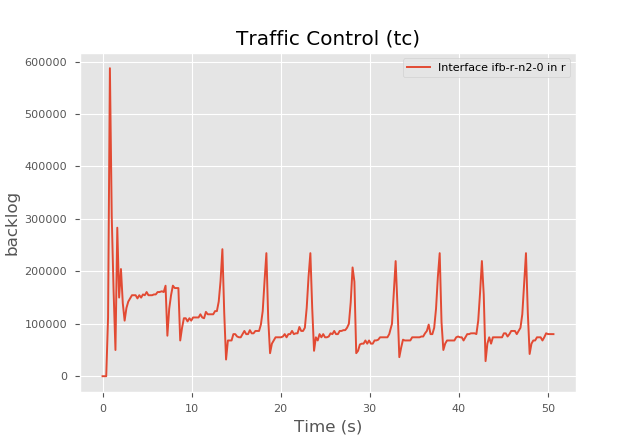 Traffic Control (tc)
Interface ifb-r-n2-0 in r
600000
500000
400000
300000
200000
100000
0
backlog
0 10 20 30 40 50
Time (s)